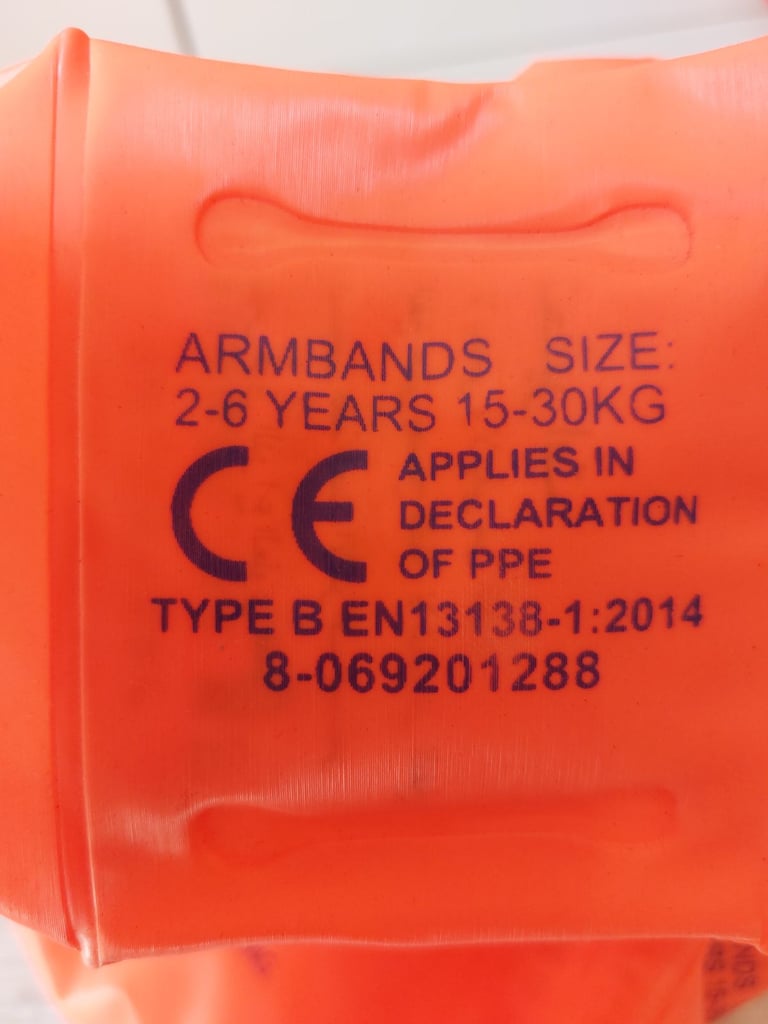 ARMBANDS SIZE:
2-6 YEARS 15-30KG
CE APPLIES IN
DECLARATION
OF PPE
TYPE B EN13138-1:2014
8-069201288